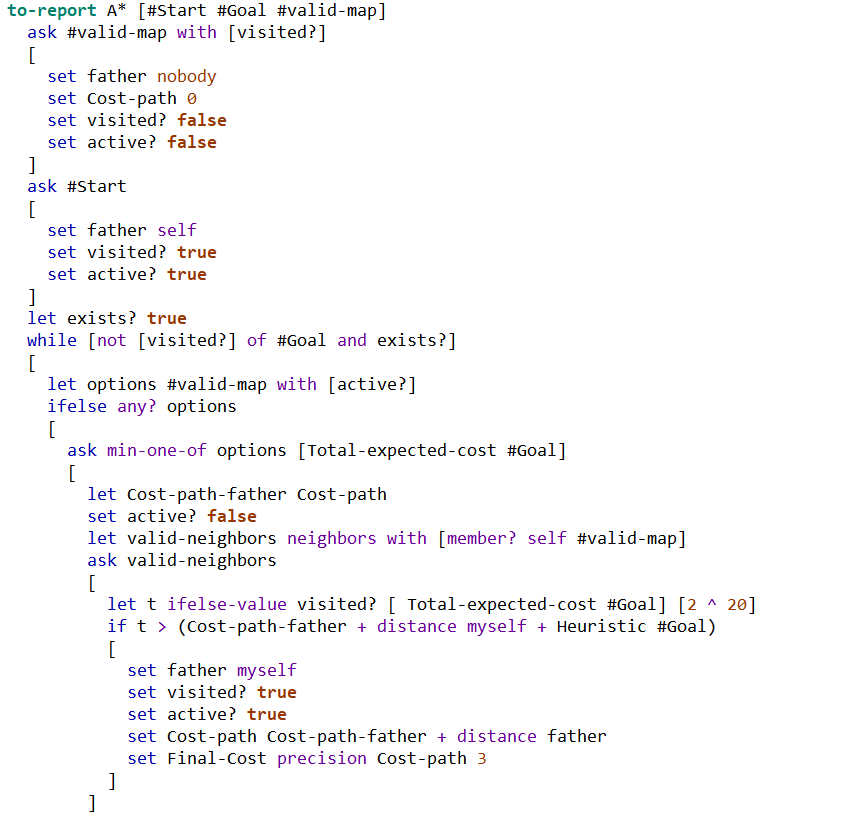 to-report A* [#Start #Goal #valid-map]
  ask #valid-map with [visited?]
  [
    set father nobody
    set Cost-path 0
    set visited? false
    set active? false
  ]
  ask #Start
  [
    set father self
    set visited? true
    set active? true
  ]
  let exists? true
  while [not [visited?] of #Goal and exists?]
  [
    let options #valid-map with [active?]
    ifelse any? options
    [
      ask min-one-of options [Total-expected-cost #Goal]
      [
        let Cost-path-father Cost-path
        set active? false
        let valid-neighbors neighbors with [member? self #valid-map]
        ask valid-neighbors
        [
          let t ifelse-value visited? [ Total-expected-cost #Goal] [2 ^ 20]
          if t > (Cost-path-father + distance myself + Heuristic #Goal)
          [
            set father myself
            set visited? true
            set active? true
            set Cost-path Cost-path-father + distance father
            set Final-Cost precision Cost-path 3
          ]
        ]